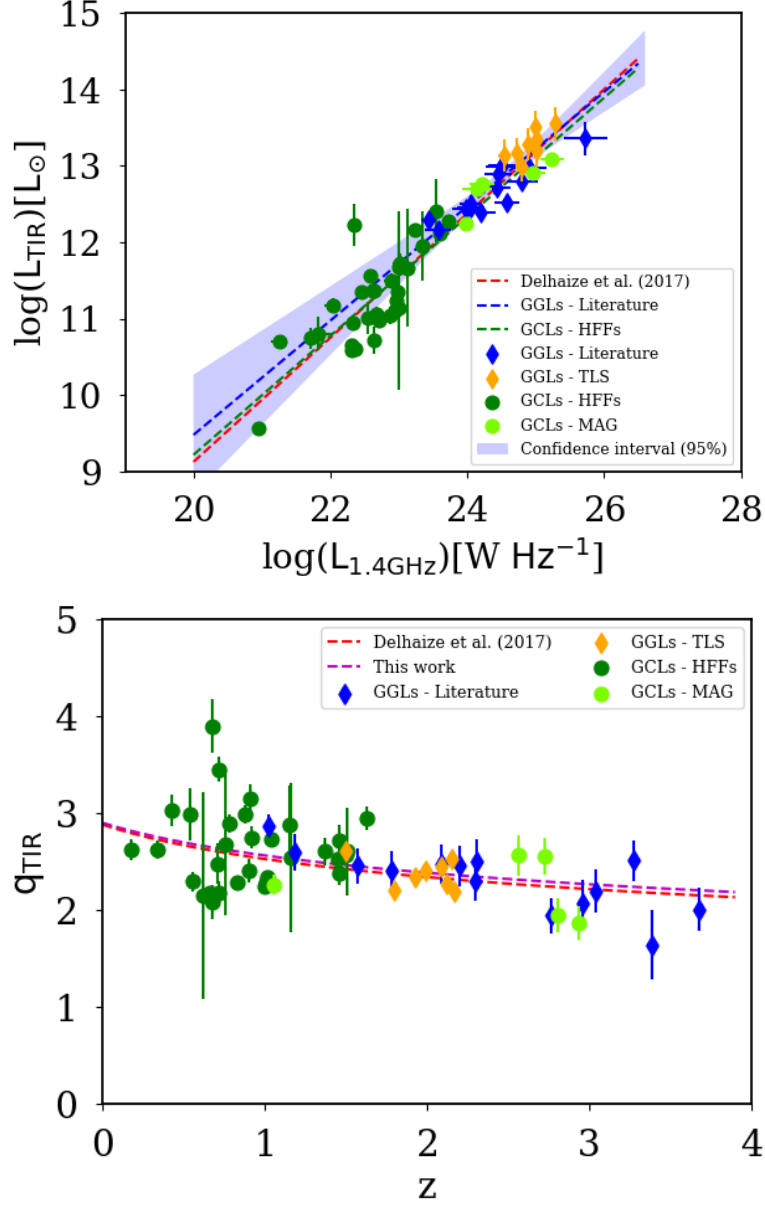 15
14
13
12
11
10
9
log(L_TIR)[L_⊙]
Delhaize et al. (2017)
GGLs - Literature
GCLs - HFFs
GGLs - Literature
GGLs - TLS
GCLs - HFFs
GCLs - MAG
Confidence interval (95%)
20 22 24 26 28
log(L_1.4GHz)[W Hz⁻¹]
5
4
3
2
1
0
q_TIR
Delhaize et al. (2017)
This work
GGLs - Literature
GGLs - TLS
GCLs - HFFs
GCLs - MAG
0 1 2 3 4
z